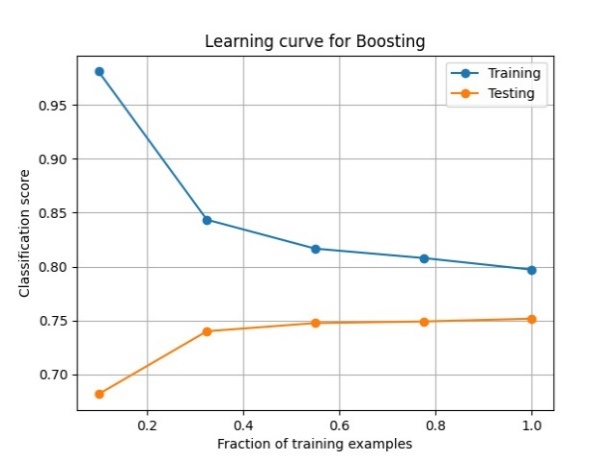 Learning curve for Boosting
Training
Testing
0.95
0.90
0.85
0.80
0.75
0.70
Classification score
0.2 0.4 0.6 0.8 1.0
Fraction of training examples